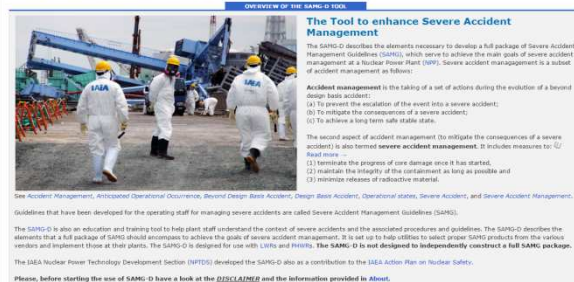 OVERVIEW OF THE SAMG-D TOOL
IAEA
The Tool to enhance Severe Accident
Management
The SAMG-D describes the elements necessary to develop a full package of Severe Accident
Management Guidelines (SAMG), which serve to achieve the main goals of severe accident
management at a Nuclear Power Plant (NPP). Severe accident managagement is a subset
of accident management as follows:
Accident management is the taking of a set of actions during the evolution of a beyond
design basis accident:
(a) To prevent the escalation of the event into a severe accident;
(b) To mitigate the consequences of a severe accident;
(c) To achieve a long term safe stable state.
The second aspect of accident management (to mitigate the consequences of a severe
accident) is also termed severe accident management. It includes measures to:
Read more
(1) terminate the progress of core damage once it has started,
(2) maintain the integrity of the containment as long as possible and
(3) minimize releases of radioactive material.
See Accident Management, Anticipated Operational Occurrence, Beyond Design Basis Accident, Design Basis Accident, Operational states, Severe Accident, and Severe Accident Management.
Guidelines that have been developed for the operating staff for managing severe accidents are called Severe Accident Management Guidelines (SAMG).
The SAMG-D is also an education and training tool to help plant staff understand the context of severe accidents and the associated procedures and guidelines. The SAMG-D describes the
elements that a full package of SAMG should encompass to achieve the goals of severe accident management. It is set up to help utilities to select proper SAMG products from the various
vendors and implement those at their plants. The SAMG-D is designed for use with LWRs and PHWRs. The SAMG-D is not designed to independently construct a full SAMG package.
The IAEA Nuclear Power Technology Development Section (NPTDS) developed the SAMG-D also as a contribution to the IAEA Action Plan on Nuclear Safety.
Please, before starting the use of SAMG-D have a look at the DISCLAIMER and the information provided in About.